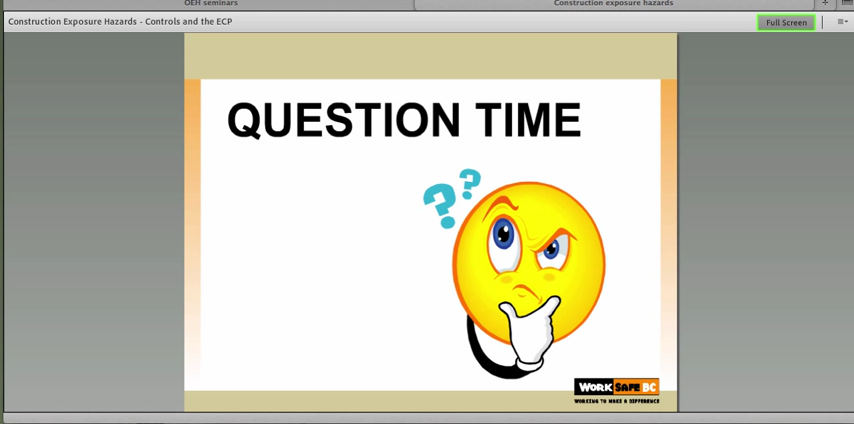 OEH seminars
Construction exposure hazards
Construction Exposure Hazards - Controls and the ECP
Full Screen
QUESTION TIME
? ?
WORK SAFE BC
WORKING TO MAKE A DIFFERENCE